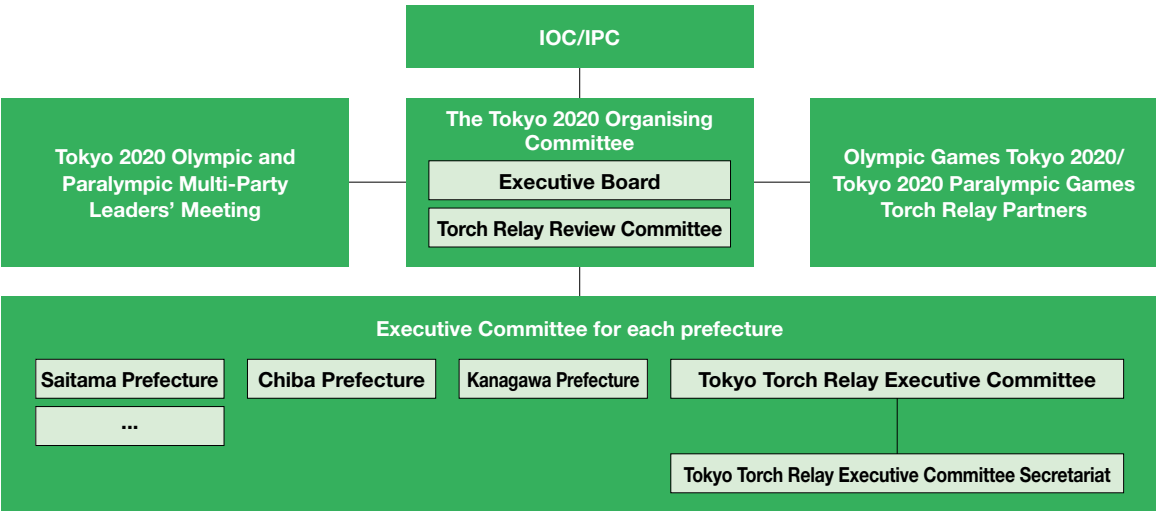 IOC/IPC
Tokyo 2020 Olympic and
Paralympic Multi-Party
Leaders’ Meeting
The Tokyo 2020 Organising
Committee
Executive Board
Torch Relay Review Committee
Olympic Games Tokyo 2020/
Tokyo 2020 Paralympic Games
Torch Relay Partners
Executive Committee for each prefecture
Saitama Prefecture
Chiba Prefecture
Kanagawa Prefecture
Tokyo Torch Relay Executive Committee
...
Tokyo Torch Relay Executive Committee Secretariat